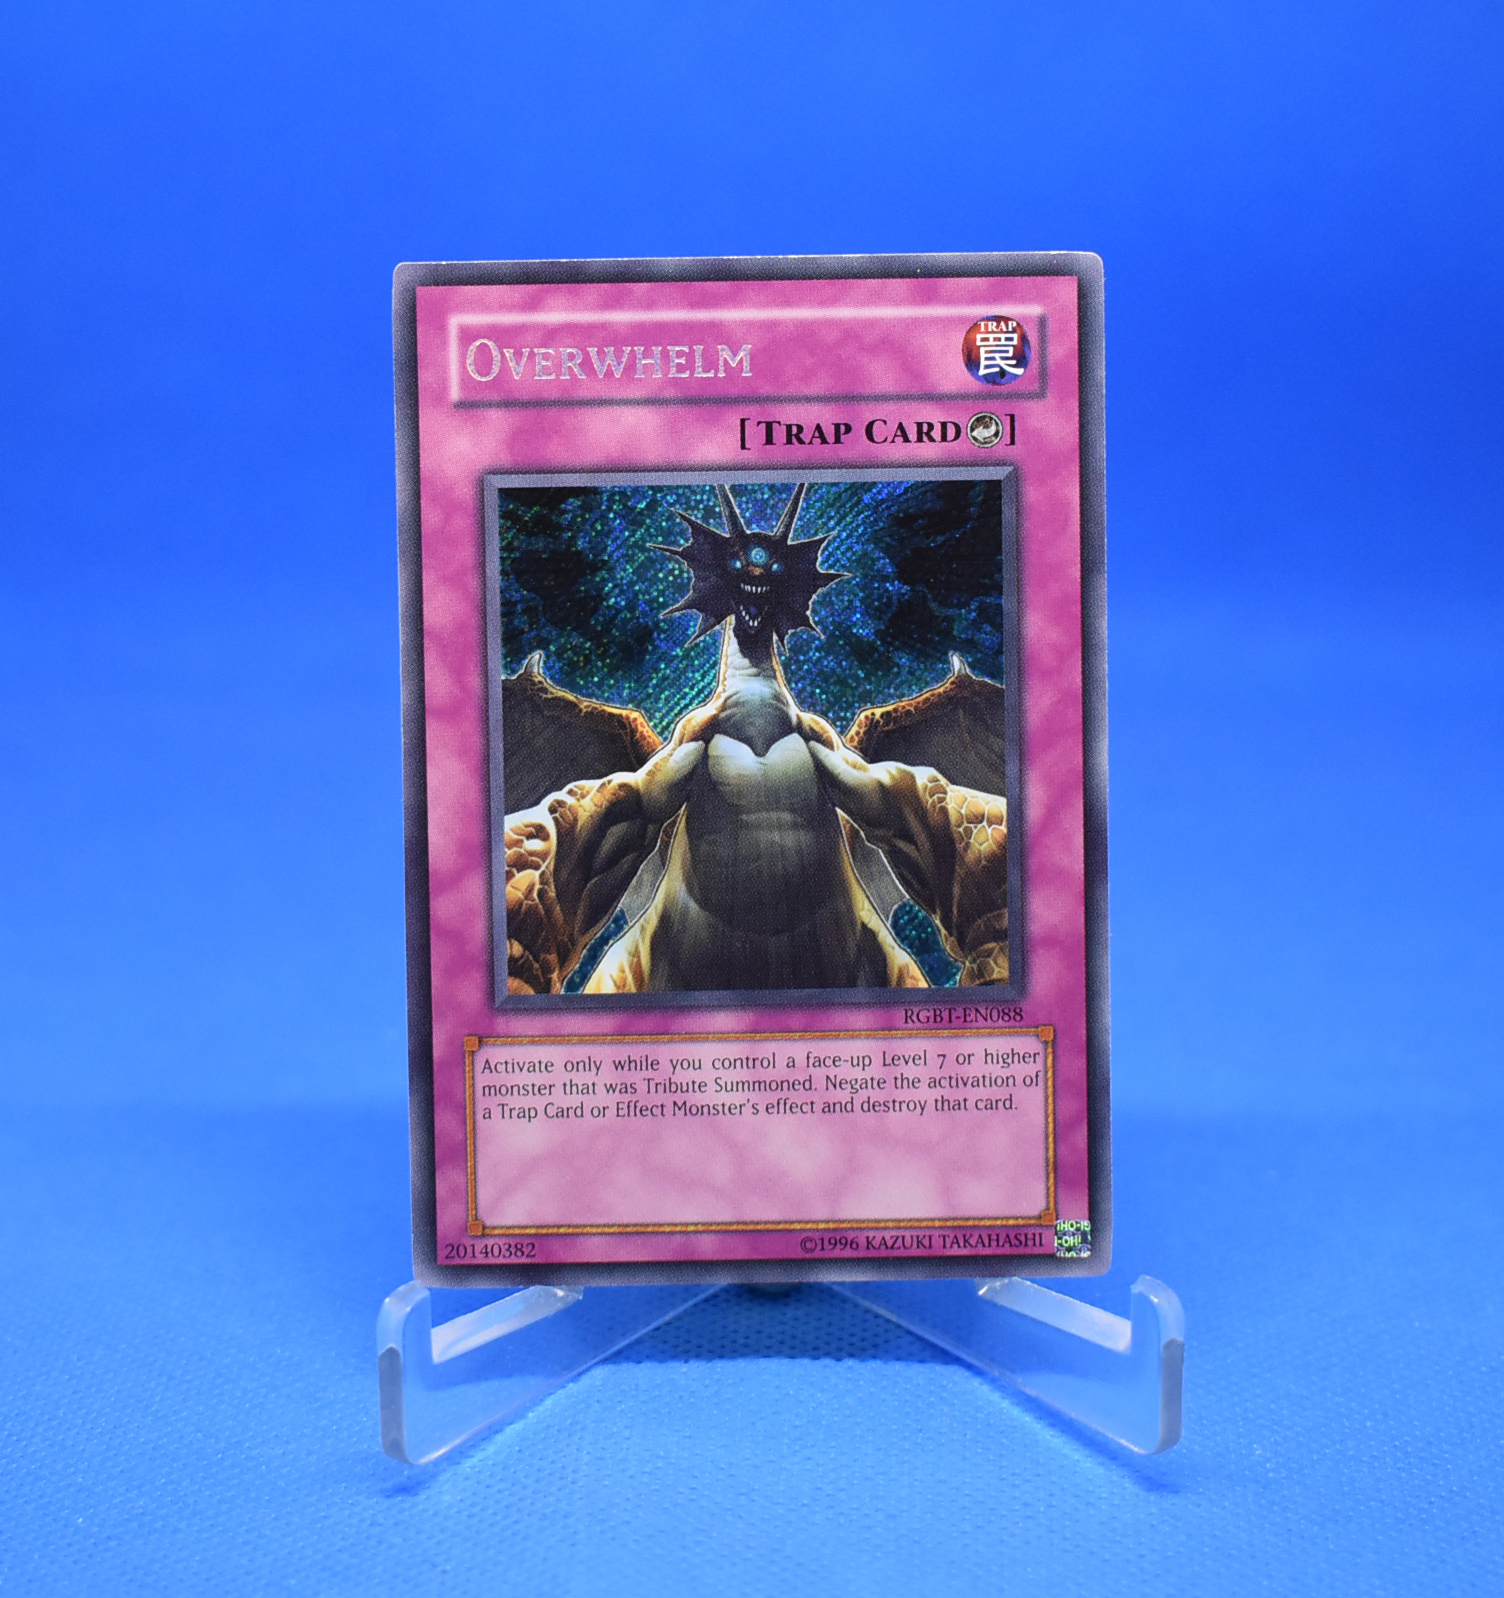 OVERWHELM
TRAP
罠
[TRAP CARD]
RGBT-EN088
Activate only while you control a face-up Level 7 or higher
monster that was Tribute Summoned. Negate the activation of
a Trap Card or Effect Monster's effect and destroy that card.
20140382
©1996 KAZUKI TAKAHASHI